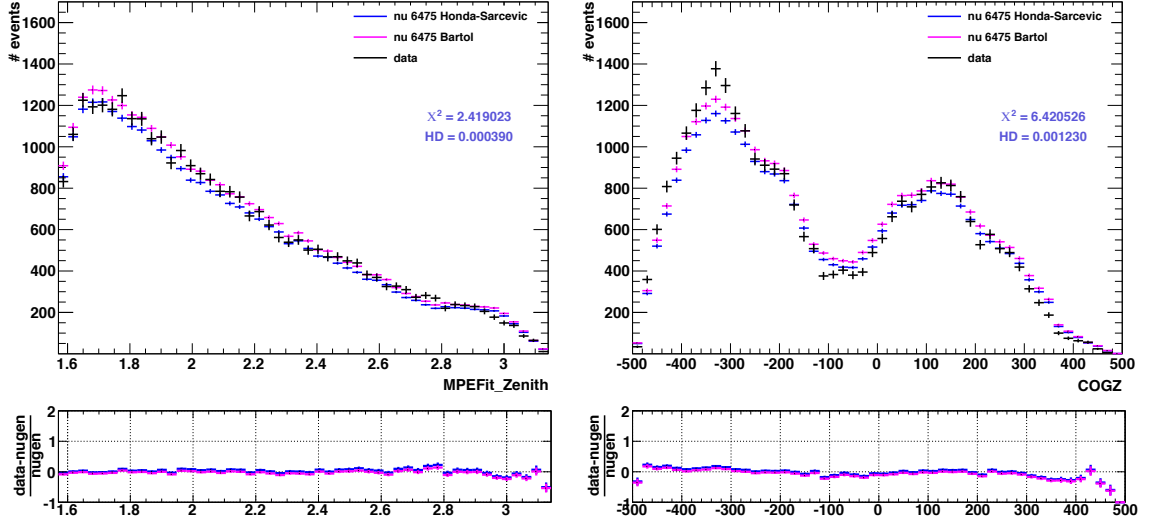 # events
1600
1400
1200
1000
800
600
400
200
nu 6475 Honda-Sarcevic
nu 6475 Bartol
data
Χ² = 2.419023
HD = 0.000390
1.6 1.8 2 2.2 2.4 2.6 2.8 3
MPEFit_Zenith
data-nugen
nugen
2
1
0
-1
1.6 1.8 2 2.2 2.4 2.6 2.8 3
# events
1600
1400
1200
1000
800
600
400
200
nu 6475 Honda-Sarcevic
nu 6475 Bartol
data
Χ² = 6.420526
HD = 0.001230
-500 -400 -300 -200 -100 0 100 200 300 400 500
COGZ
data-nugen
nugen
2
1
0
-1
-500 -400 -300 -200 -100 0 100 200 300 400 500